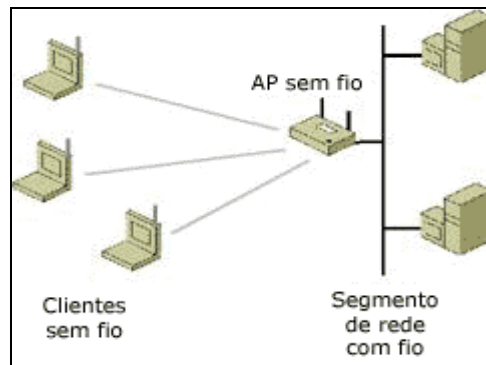 AP sem fio
Clientes
sem fio
Segmento
de rede
com fio